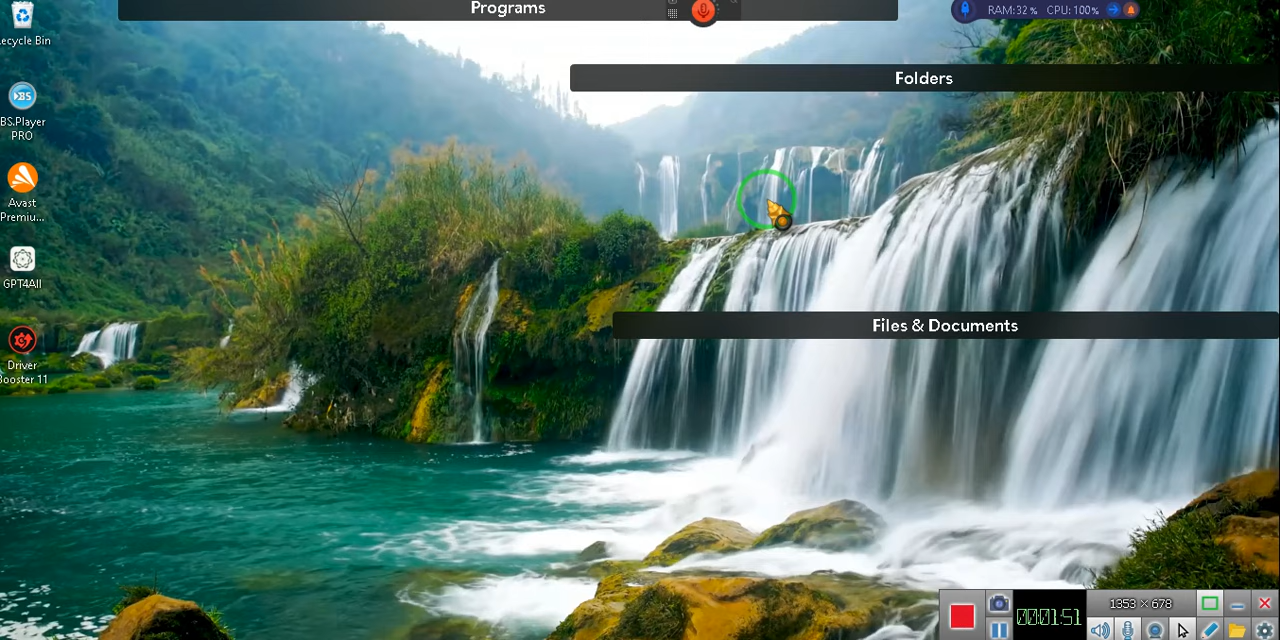 Programs
RAM:32 % CPU: 100%
ecycle Bin
Folders
BS
BS.Player
PRO
Avast
Premiu...
GPT4All
Files & Documents
Driver
Booster 11
1353 × 678
00:01:51